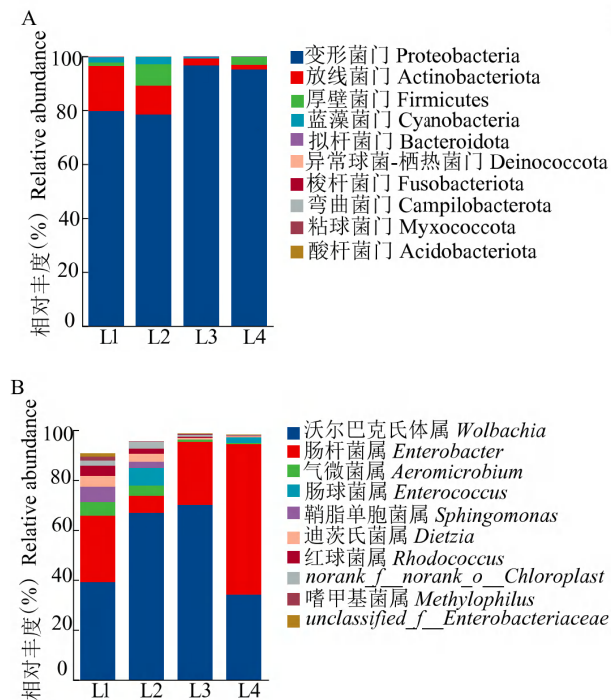 A
相对丰度(%) Relative abundance
100
80
60
40
20
0
L1 L2 L3 L4
变形菌门 Proteobacteria
放线菌门 Actinobacteriota
厚壁菌门 Firmicutes
蓝藻菌门 Cyanobacteria
拟杆菌门 Bacteroidota
异常球菌-栖热菌门 Deinococcota
梭杆菌门 Fusobacteriota
弯曲菌门 Campilobacterota
粘球菌门 Myxococcota
酸杆菌门 Acidobacteriota
B
相对丰度(%) Relative abundance
100
80
60
40
20
0
L1 L2 L3 L4
沃尔巴克氏体属 Wolbachia
肠杆菌属 Enterobacter
气微菌属 Aeromicrobium
肠球菌属 Enterococcus
鞘脂单胞菌属 Sphingomonas
迪茨氏菌属 Dietzia
红球菌属 Rhodococcus
norank_f__norank_o__Chloroplast
嗜甲基菌属 Methylophilus
unclassified_f__Enterobacteriaceae